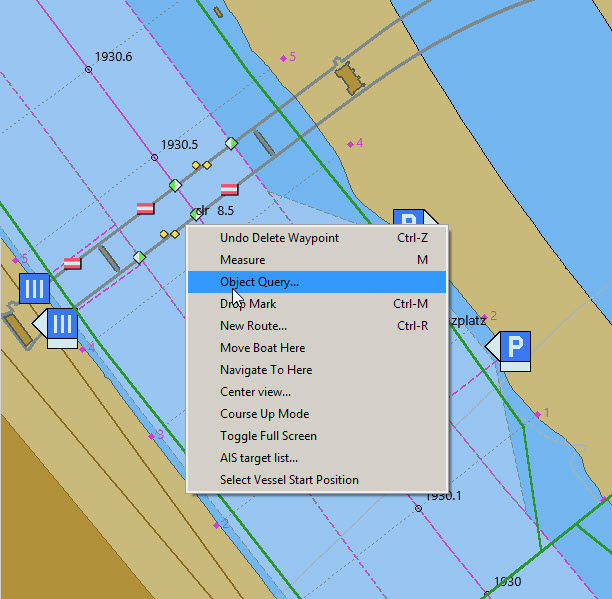 1930.6
5
1930.5
4
clr 8.5
P
Undo Delete Waypoint Ctrl-Z
Measure M
Object Query...
Drop Mark Ctrl-M
New Route... Ctrl-R
Move Boat Here
Navigate To Here
Center view...
Course Up Mode
Toggle Full Screen
AIS target list...
Select Vessel Start Position
5
4
3
2
zplatz
2
P
1
1930.1
1930